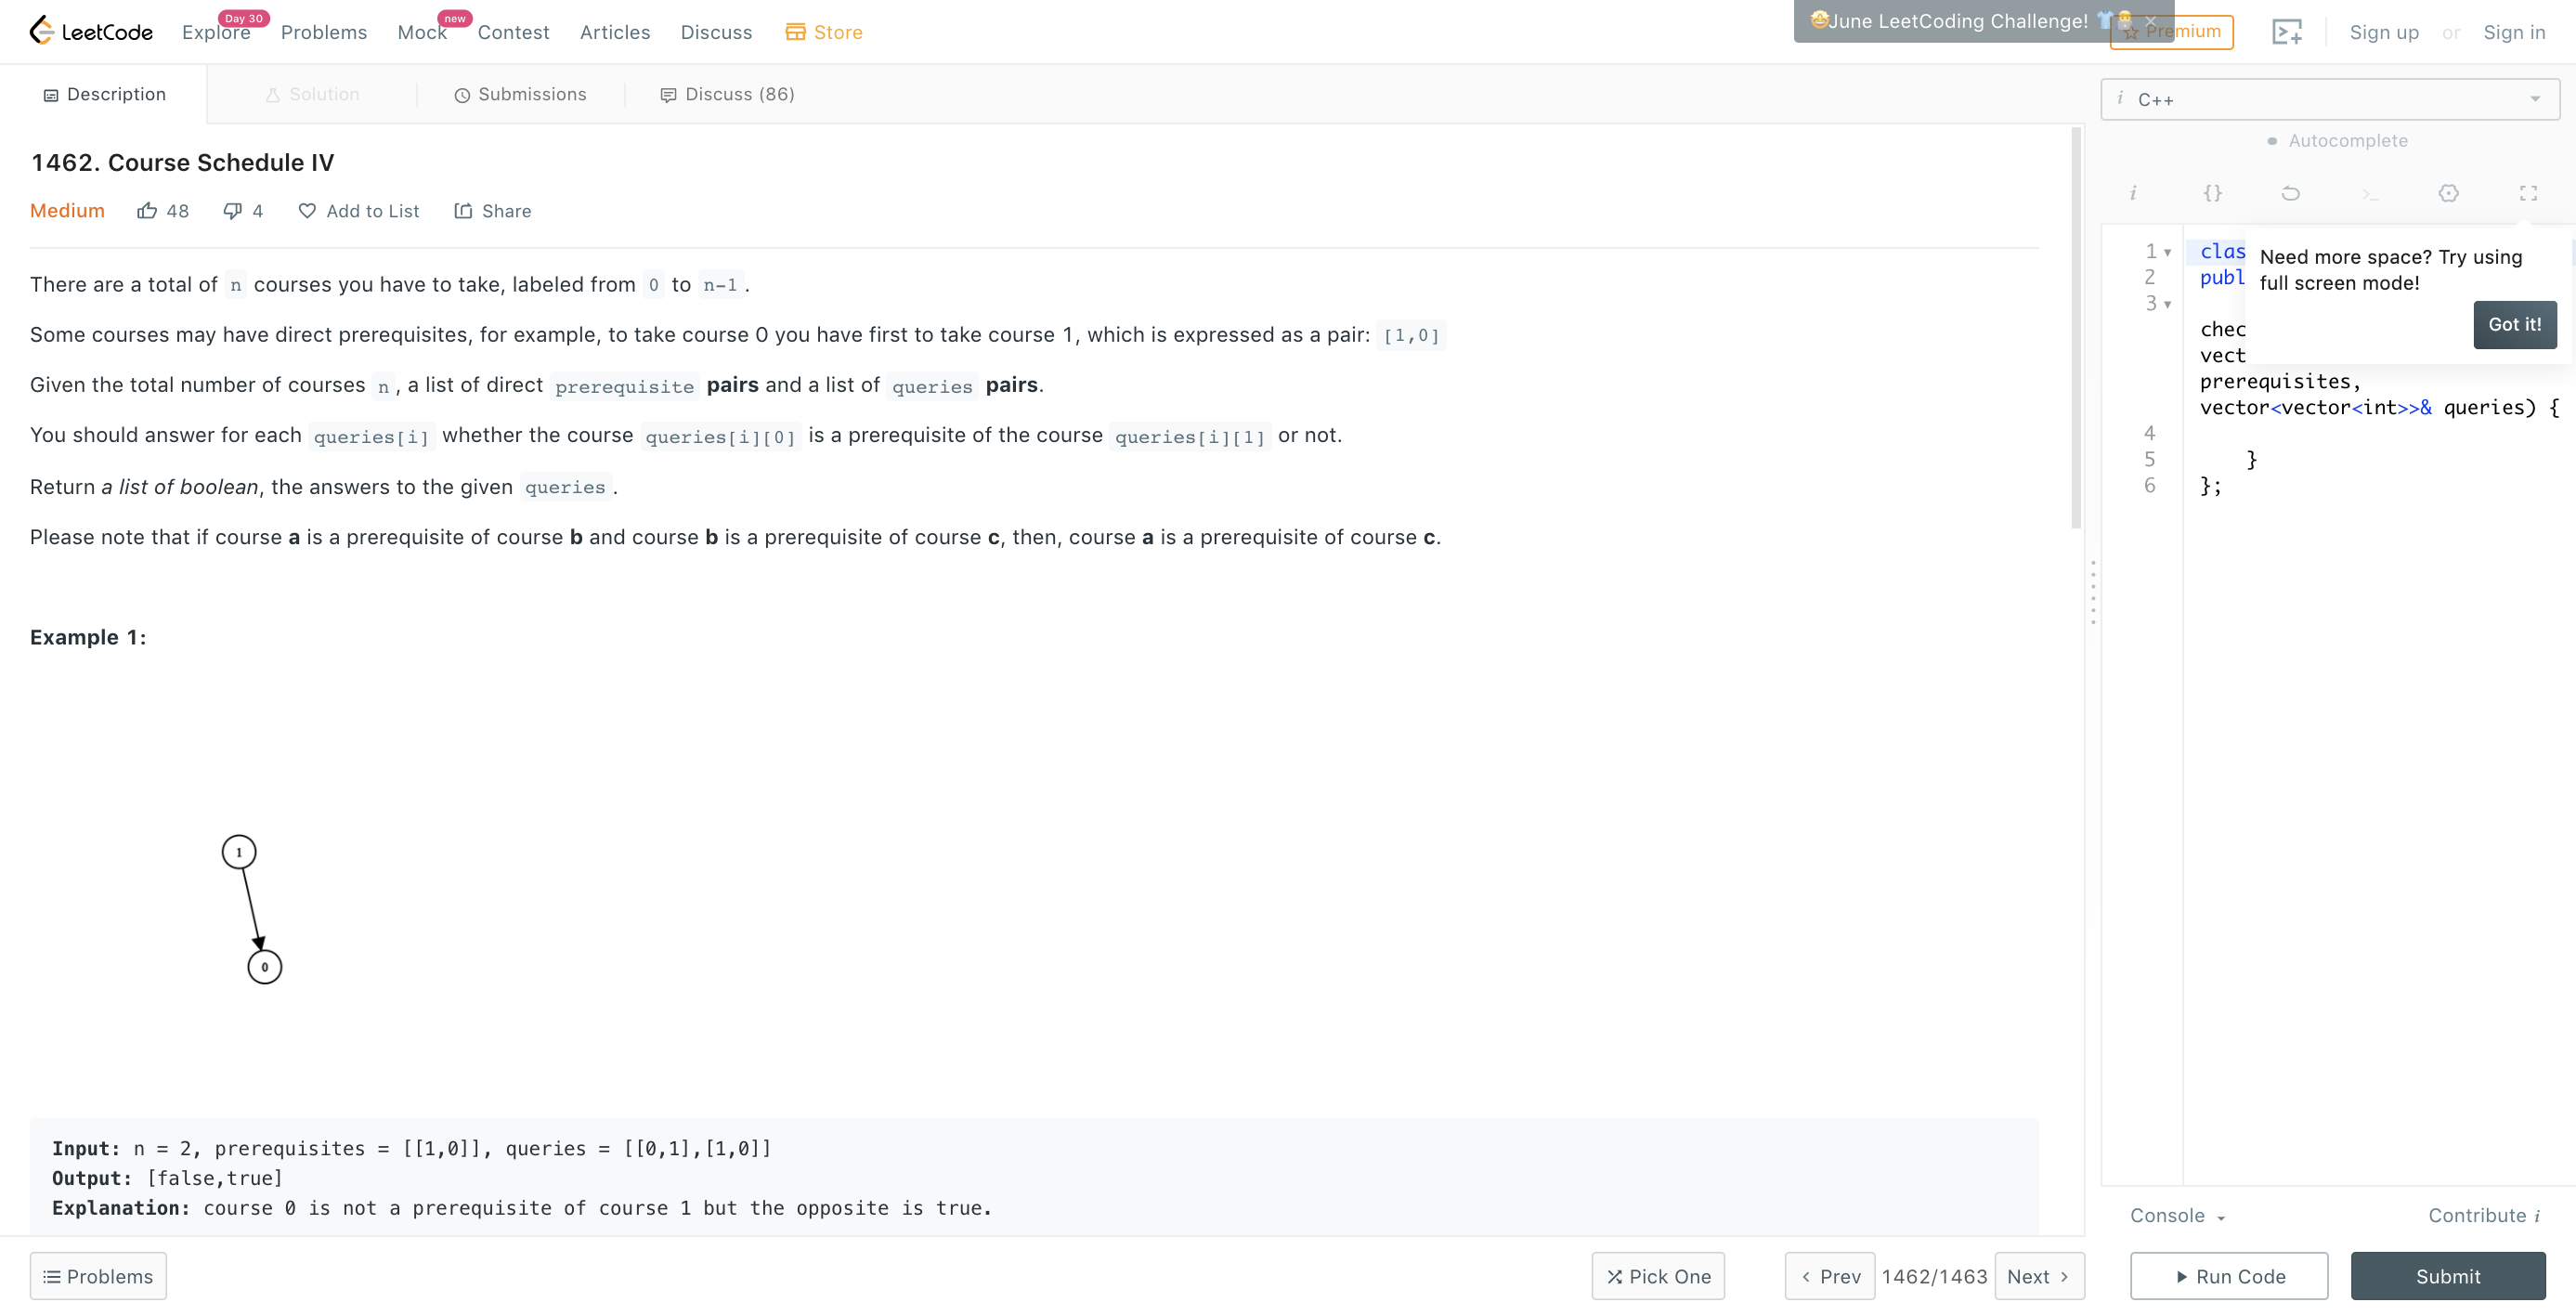 LeetCode
Explore Day 30 Problems Mock new Contest Articles Discuss Store
🤩June LeetCoding Challenge! 👕 ×
Premium
Sign up or Sign in
Description Solution Submissions Discuss (86)
1462. Course Schedule IV
Medium 48 4 Add to List Share
There are a total of n courses you have to take, labeled from 0 to n-1.
Some courses may have direct prerequisites, for example, to take course 0 you have first to take course 1, which is expressed as a pair: [1,0]
Given the total number of courses n, a list of direct prerequisite pairs and a list of queries pairs.
You should answer for each queries[i] whether the course queries[i][0] is a prerequisite of the course queries[i][1] or not.
Return a list of boolean, the answers to the given queries.
Please note that if course a is a prerequisite of course b and course b is a prerequisite of course c, then, course a is a prerequisite of course c.
Example 1:
1
0
Input: n = 2, prerequisites = [[1,0]], queries = [[0,1],[1,0]]
Output: [false,true]
Explanation: course 0 is not a prerequisite of course 1 but the opposite is true.
Problems Pick One < Prev 1462/1463 Next >
i C++
Autocomplete
i {} >_
1 clas
2 publ
3
chec
vect
prerequisites,
vector<vector<int>>& queries) {
4
5 }
6 };
Need more space? Try using
full screen mode!
Got it!
Console Contribute i
Run Code Submit